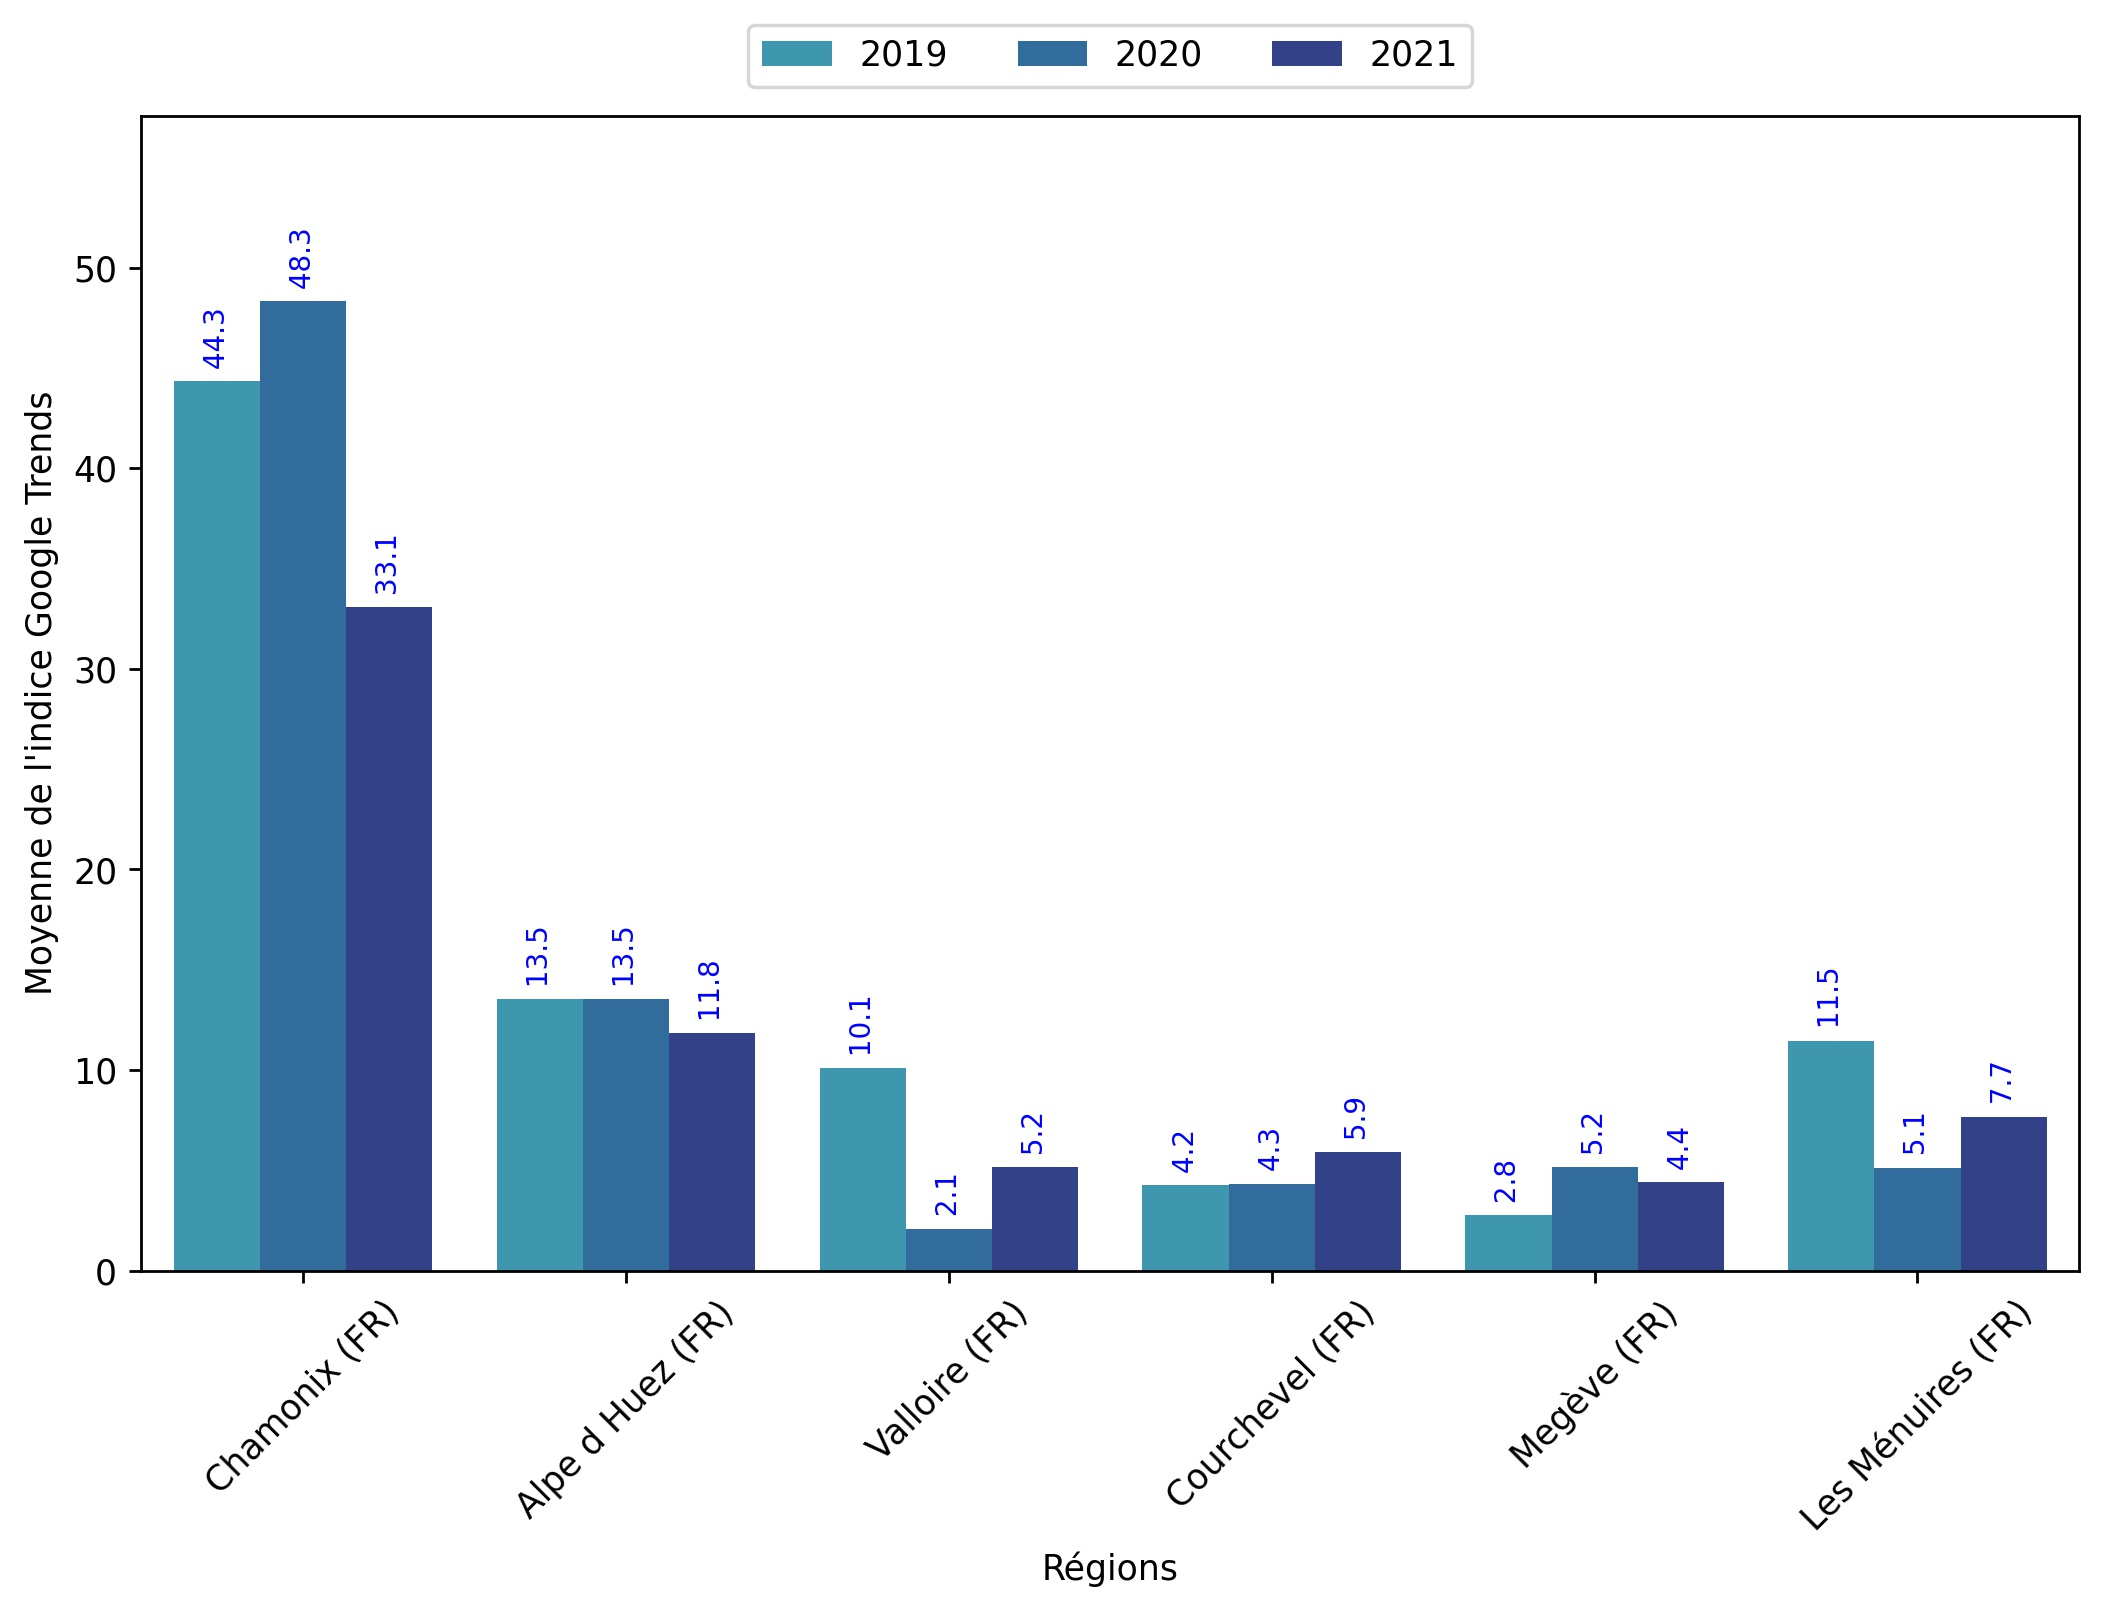 2019 2020 2021
Moyenne de l'indice Google Trends
50
40
30
20
10
0
44.3 48.3 33.1
13.5 13.5 11.8
10.1 2.1 5.2
4.2 4.3 5.9
2.8 5.2 4.4
11.5 5.1 7.7
Chamonix (FR)
Alpe d Huez (FR)
Valloire (FR)
Courchevel (FR)
Megève (FR)
Les Ménuires (FR)
Régions